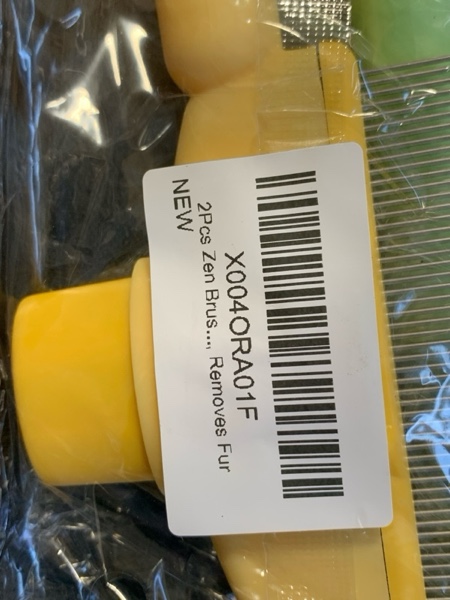 X004ORA01F
2Pcs Zen Brus..., Removes Fur
NEW